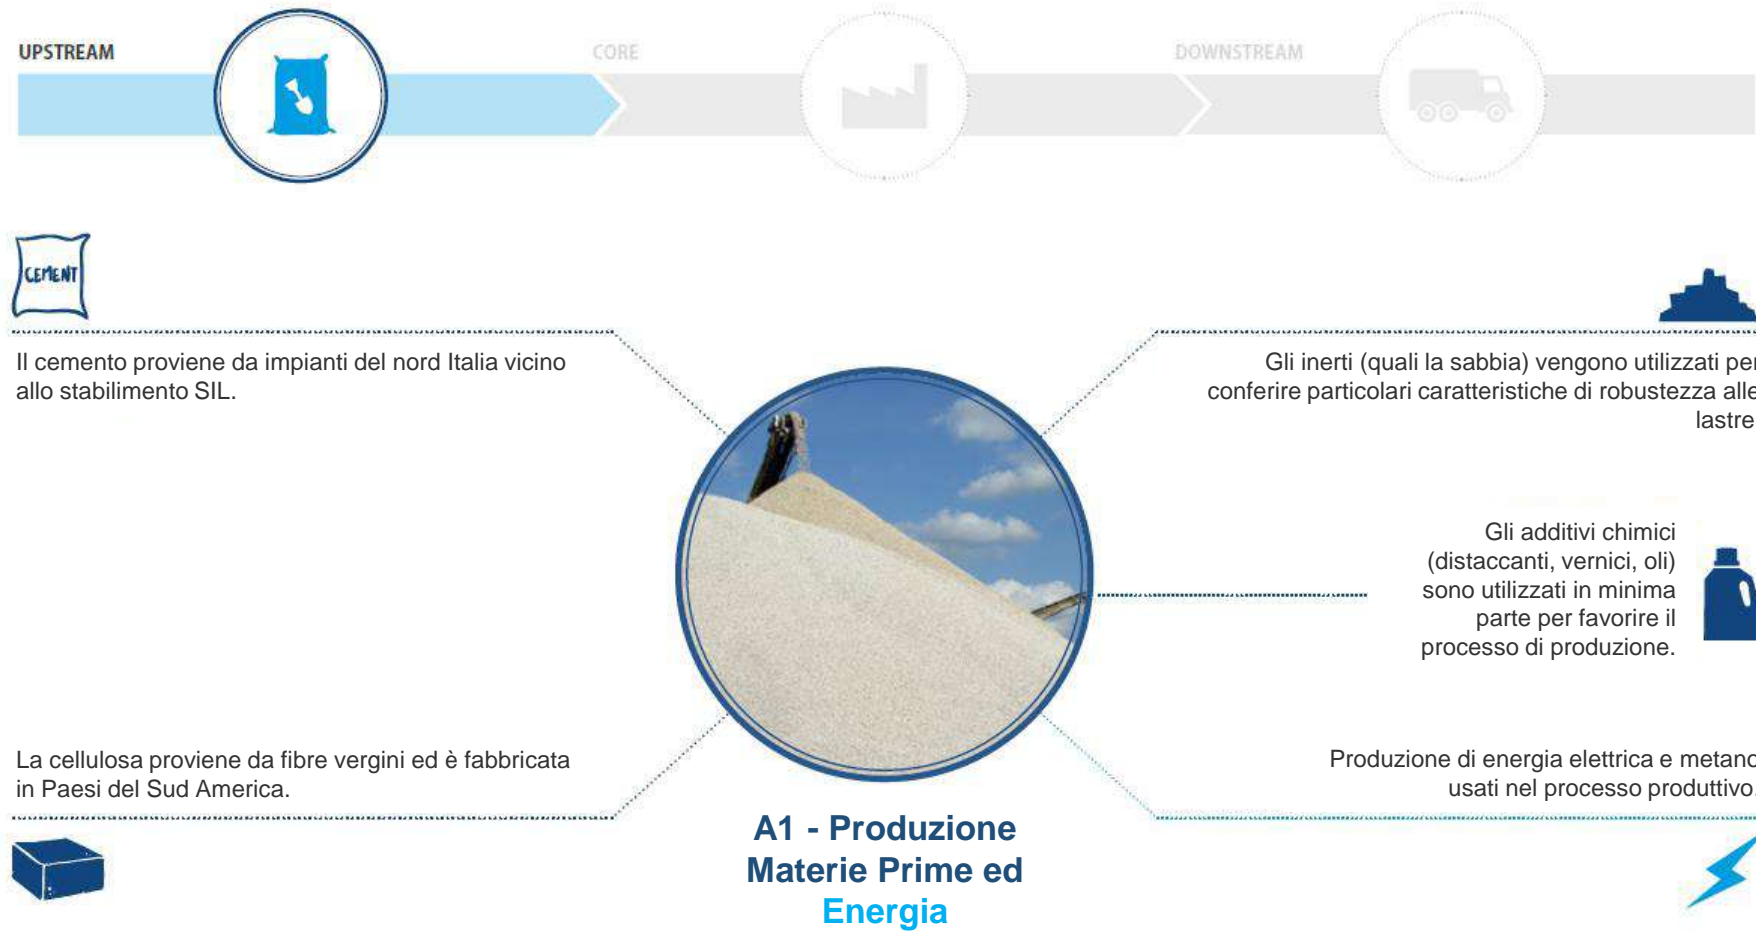 UPSTREAM
CORE
DOWNSTREAM
CEMENT
Il cemento proviene da impianti del nord Italia vicino
allo stabilimento SIL.
Gli inerti (quali la sabbia) vengono utilizzati per
conferire particolari caratteristiche di robustezza alle
lastre.
Gli additivi chimici
(distaccanti, vernici, oli)
sono utilizzati in minima
parte per favorire il
processo di produzione.
La cellulosa proviene da fibre vergini ed è fabbricata
in Paesi del Sud America.
Produzione di energia elettrica e metano
usati nel processo produttivo.
A1 - Produzione
Materie Prime ed
Energia